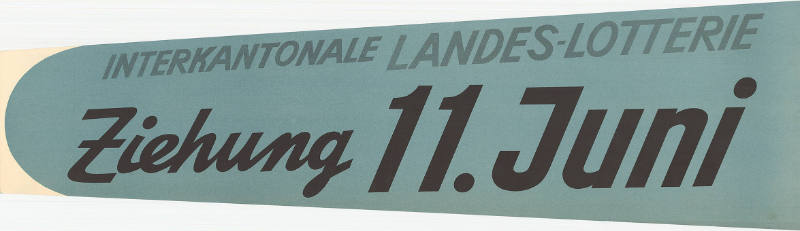 INTERKANTONALE LANDES-LOTTERIE
Ziehung 11. Juni